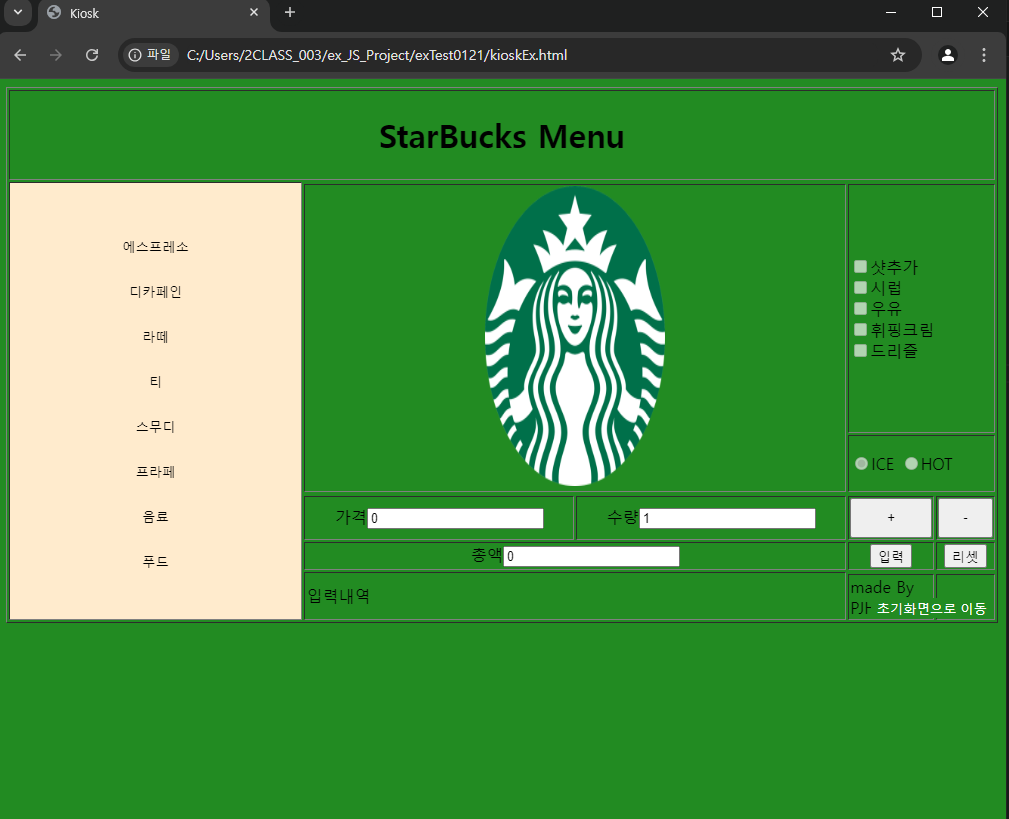 Kiosk
파일
C:/Users/2CLASS_003/ex_JS_Project/exTest0121/kioskEx.html
StarBucks Menu
에스프레소
디카페인
라떼
티
스무디
프라페
음료
푸드
샷추가
시럽
우유
휘핑크림
드리즐
ICE HOT
가격 0 수량 1 + -
총액 0 입력 리셋
입력내역 made By
초기화면으로 이동